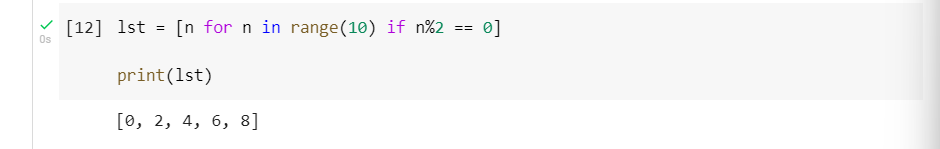 [12] lst = [n for n in range(10) if n%2 == 0]
0s
print(lst)
[0, 2, 4, 6, 8]